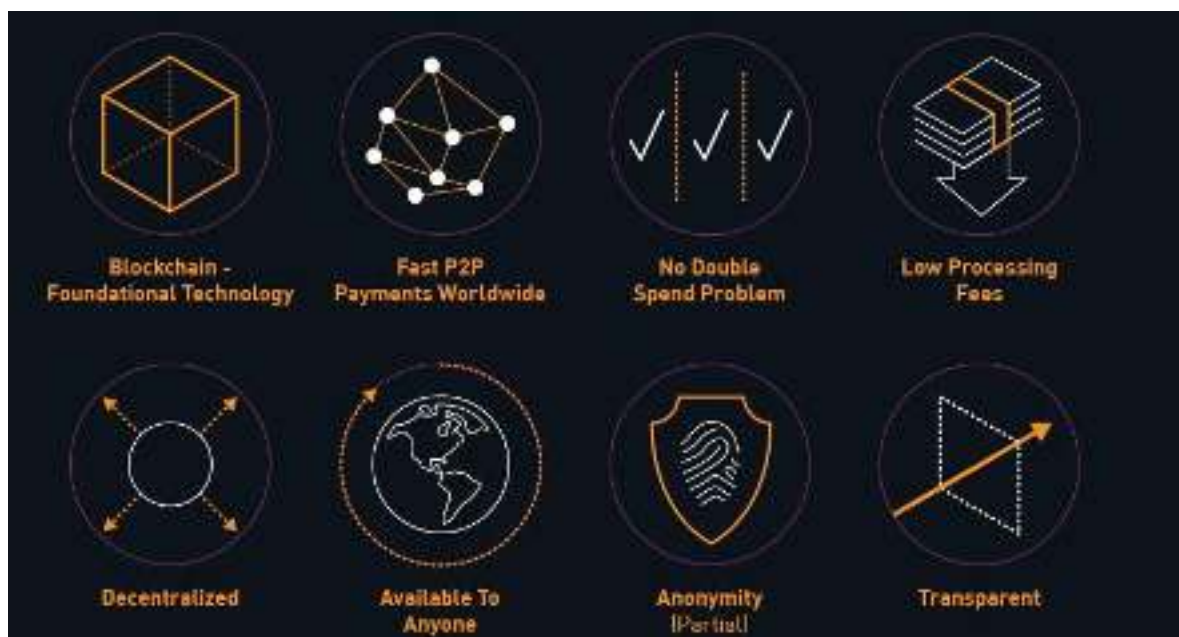 Blockchain -
Foundational Technology
Fast P2P
Payments Worldwide
No Double
Spend Problem
Low Processing
Fees
Decentralized
Available To
Anyone
Anonymity
(Partial)
Transparent